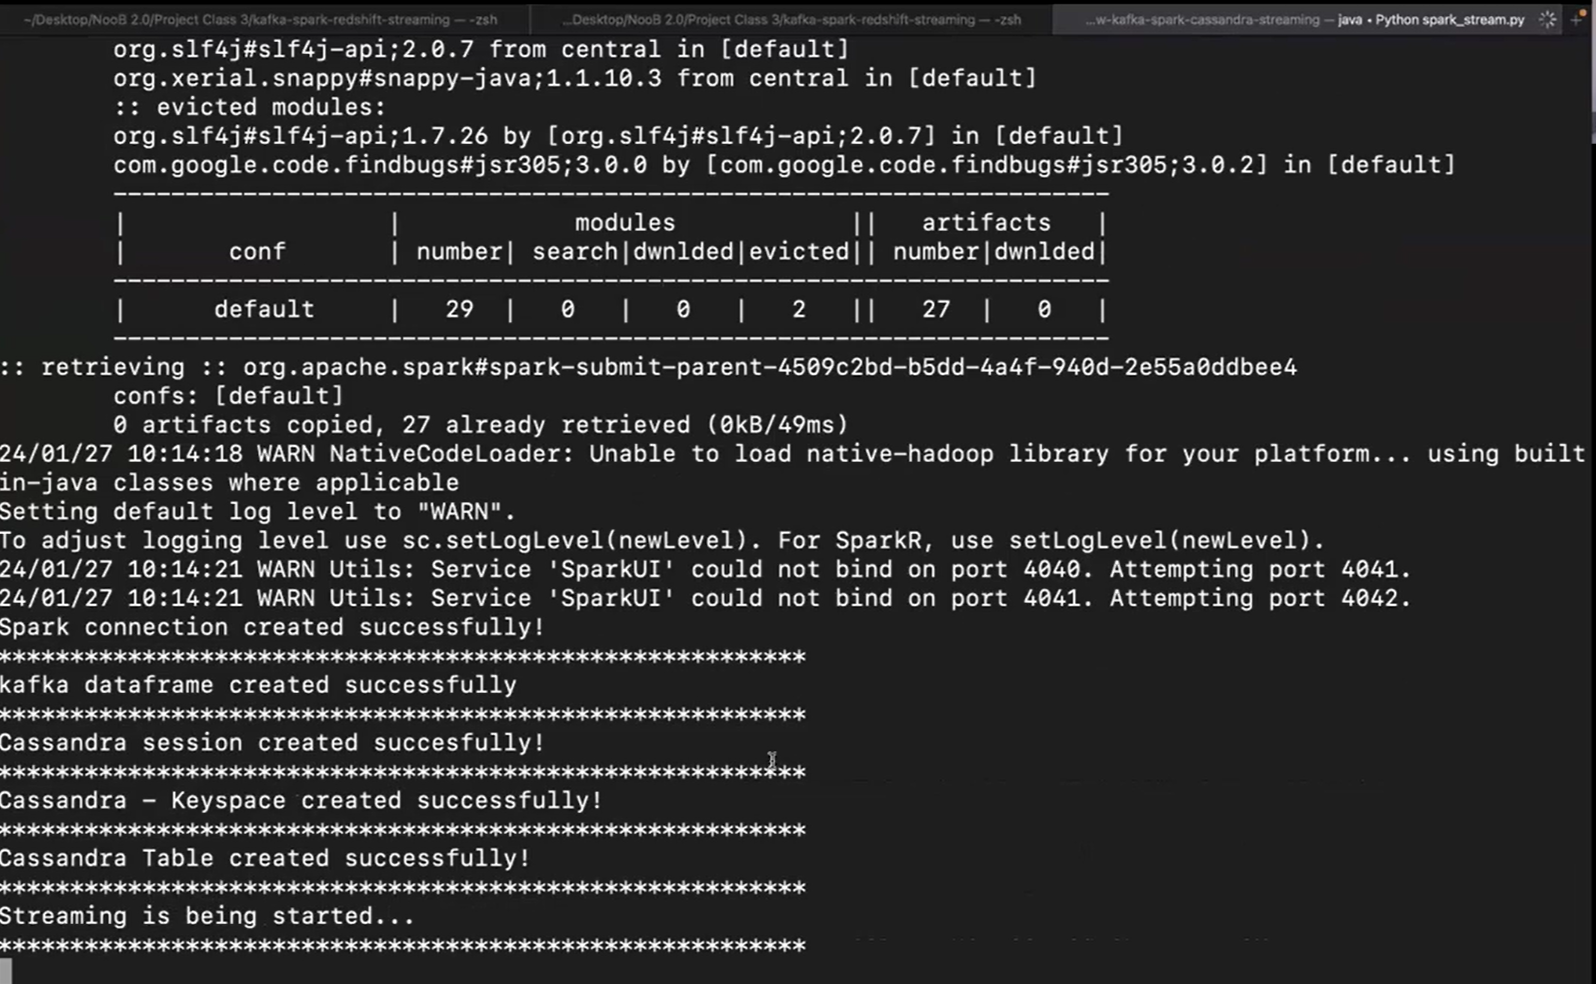 ~/Desktop/NooB 2.0/Project Class 3/kafka-spark-redshift-streaming — -zsh
...Desktop/NooB 2.0/Project Class 3/kafka-spark-redshift-streaming — -zsh
...w-kafka-spark-cassandra-streaming — java • Python spark_stream.py
+
org.slf4j#slf4j-api;2.0.7 from central in [default]
org.xerial.snappy#snappy-java;1.1.10.3 from central in [default]
:: evicted modules:
org.slf4j#slf4j-api;1.7.26 by [org.slf4j#slf4j-api;2.0.7] in [default]
com.google.code.findbugs#jsr305;3.0.0 by [com.google.code.findbugs#jsr305;3.0.2] in [default]
---------------------------------------------------------------------
|                  |            modules            ||   artifacts   |
|       conf       | number| search|dwnlded|evicted|| number|dwnlded|
---------------------------------------------------------------------
|      default     |   29  |   0   |   0   |   2   ||   27  |   0   |
---------------------------------------------------------------------
:: retrieving :: org.apache.spark#spark-submit-parent-4509c2bd-b5dd-4a4f-940d-2e55a0ddbee4
confs: [default]
0 artifacts copied, 27 already retrieved (0kB/49ms)
24/01/27 10:14:18 WARN NativeCodeLoader: Unable to load native-hadoop library for your platform... using built
in-java classes where applicable
Setting default log level to "WARN".
To adjust logging level use sc.setLogLevel(newLevel). For SparkR, use setLogLevel(newLevel).
24/01/27 10:14:21 WARN Utils: Service 'SparkUI' could not bind on port 4040. Attempting port 4041.
24/01/27 10:14:21 WARN Utils: Service 'SparkUI' could not bind on port 4041. Attempting port 4042.
Spark connection created successfully!
********************************************************
kafka dataframe created successfully
********************************************************
Cassandra session created succesfully!
********************************************************
Cassandra – Keyspace created successfully!
********************************************************
Cassandra Table created successfully!
********************************************************
Streaming is being started...
********************************************************